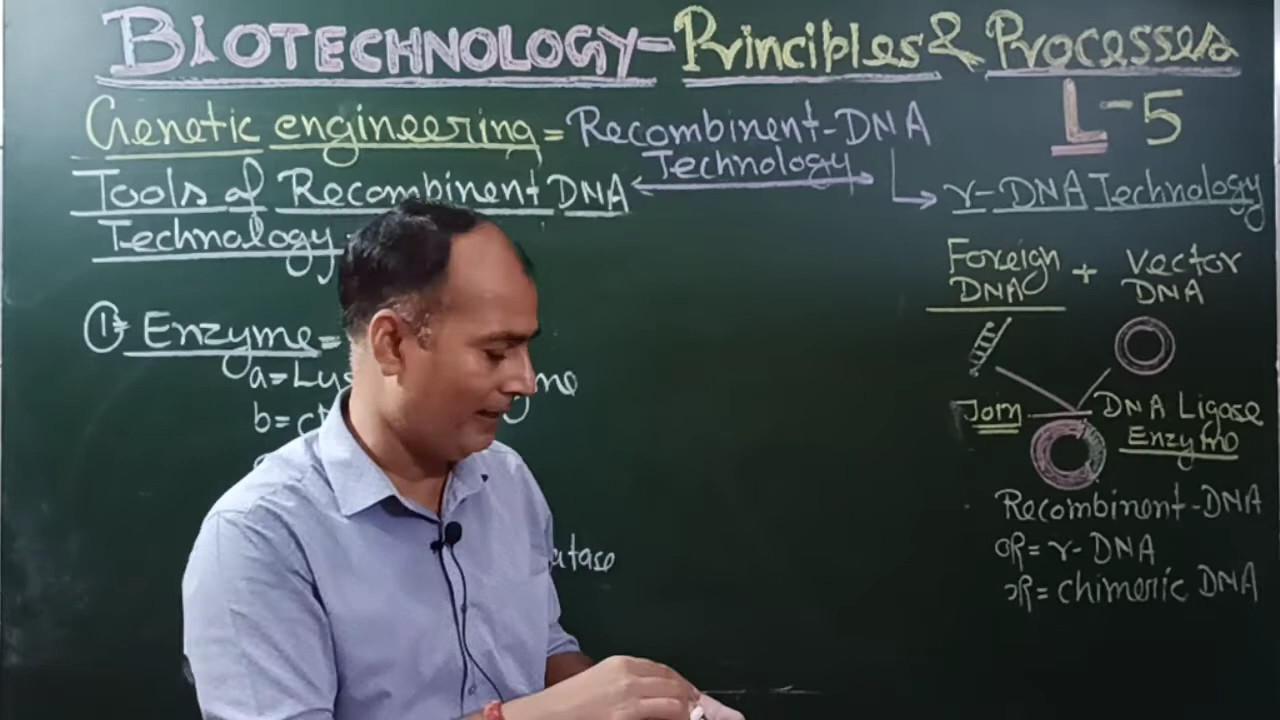 BIOTECHNOLOGY-Principles & Processes
L-5
Genetic engineering = Recombinent-DNA
Technology
Tools of Recombinent DNA
Technology
r-DNA Technology
Foreign DNA + Vector DNA
① Enzyme=
a=Lys
b=
Join DNA Ligase
Enzyme
Recombinent-DNA
OR= r-DNA
OR= chimeric DNA